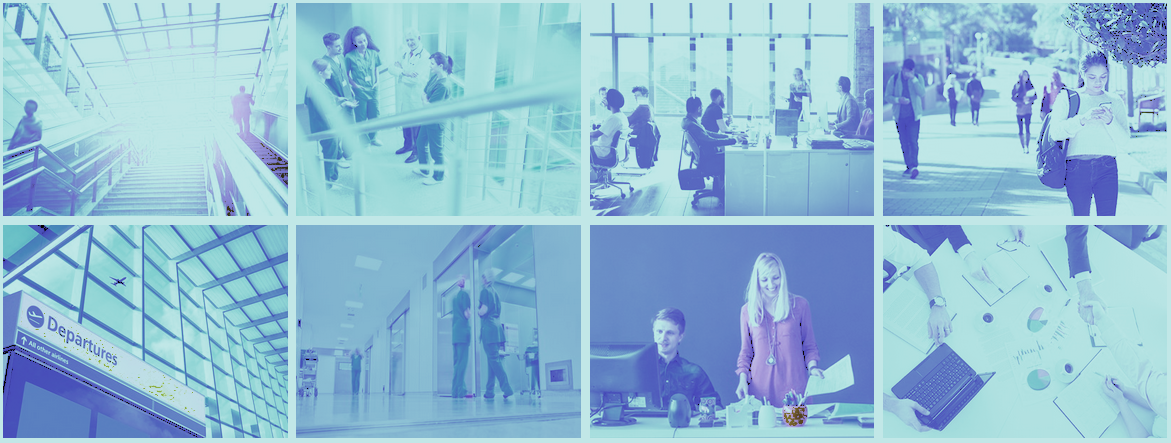 Departures
↑ All other airlines